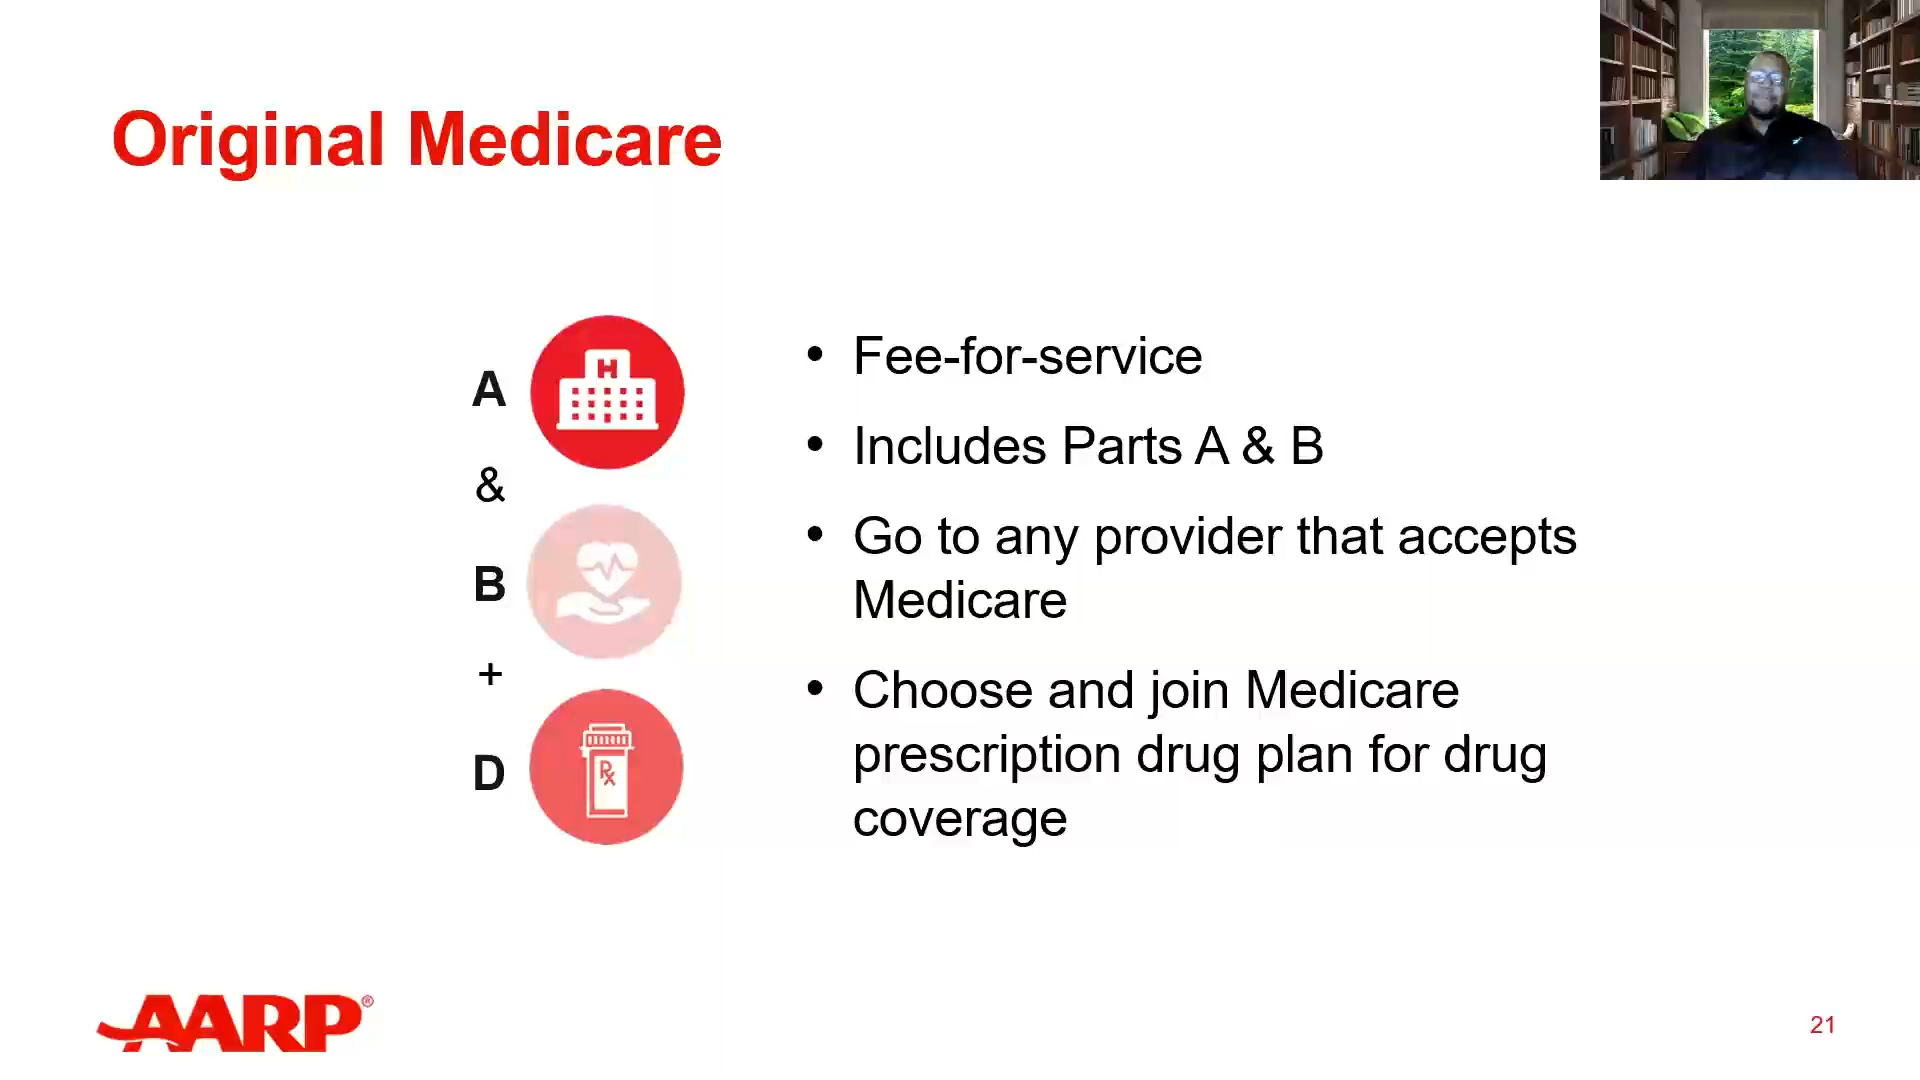 Original Medicare
A
H
&
B
+
D
Rx
• Fee-for-service
• Includes Parts A & B
• Go to any provider that accepts
Medicare
• Choose and join Medicare
prescription drug plan for drug
coverage
AARP®
21